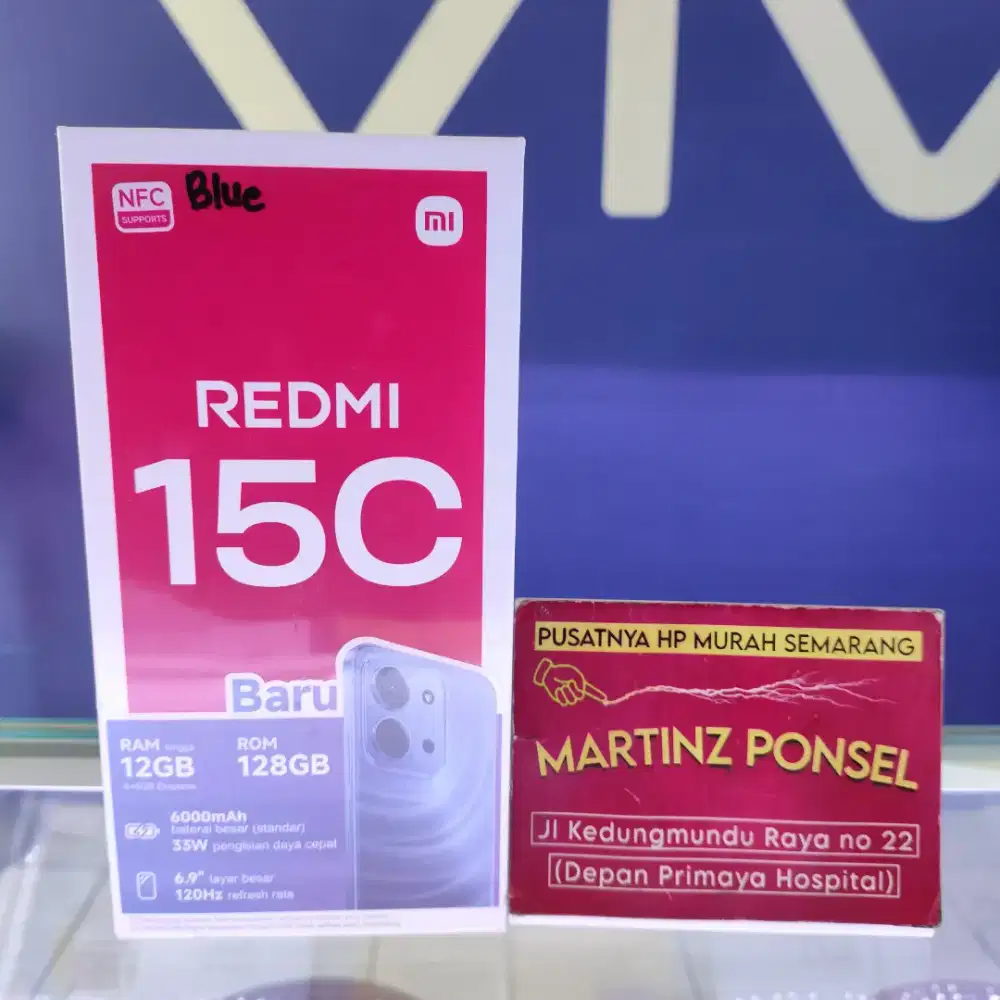 VIV
NFC
SUPPORTS
Blue
mi
REDMI
15C
Baru
RAM hingga
12GB
ROM
128GB
6000mAh
baterai besar (standar)
33W pengisian daya cepat
6.9" layar besar
120Hz refresh rate
PUSATNYA HP MURAH SEMARANG
MARTINZ PONSEL
Jl Kedungmundu Raya no 22
(Depan Primaya Hospital)